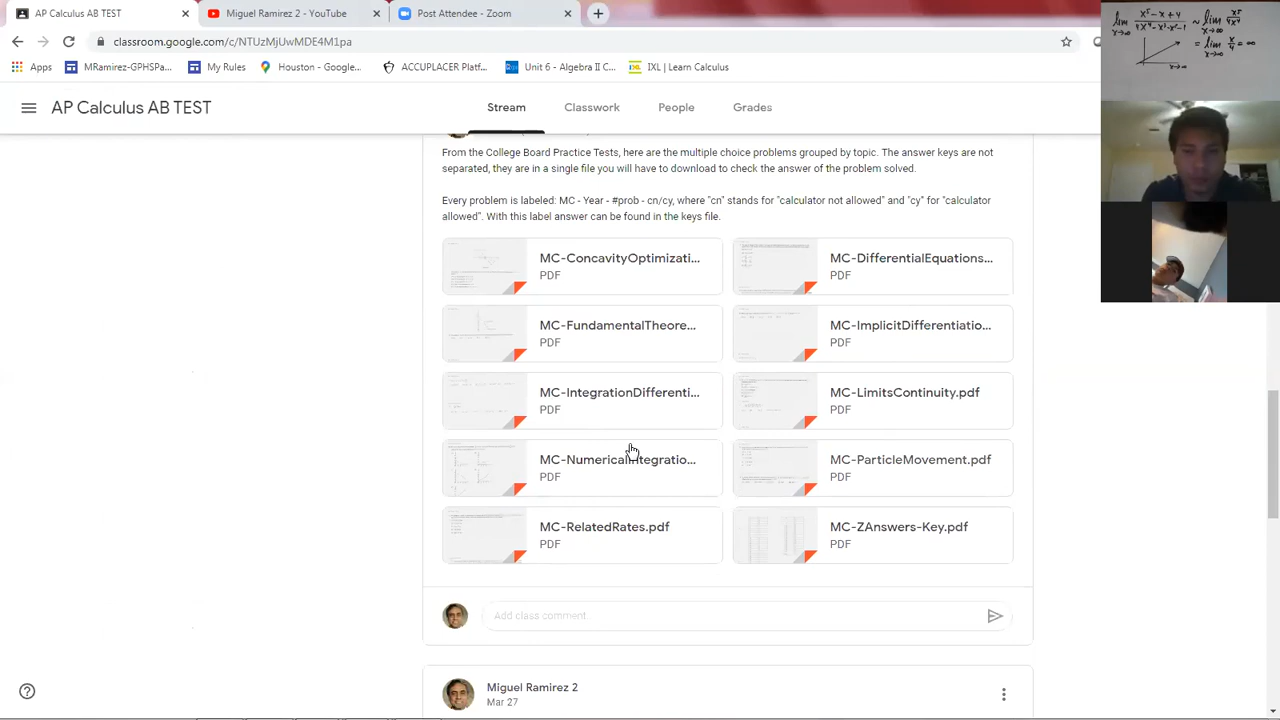 AP Calculus AB TEST
Miguel Ramirez 2 - YouTube
Post Attendee - Zoom
classroom.google.com/c/NTUzMjUwMDE4M1pa
Apps
MRamirez-GPHSPa...
My Rules
Houston - Google...
ACCUPLACER Platf...
Unit 6 - Algebra II C...
IXL | Learn Calculus
AP Calculus AB TEST
Stream
Classwork
People
Grades
From the College Board Practice Tests, here are the multiple choice problems grouped by topic. The answer keys are not
separated, they are in a single file you will have to download to check the answer of the problem solved.
Every problem is labeled: MC - Year - #prob - cn/cy, where "cn" stands for "calculator not allowed" and "cy" for "calculator
allowed". With this label answer can be found in the keys file.
MC-ConcavityOptimizati...
PDF
MC-DifferentialEquations...
PDF
MC-FundamentalTheore...
PDF
MC-ImplicitDifferentiatio...
PDF
MC-IntegrationDifferenti...
PDF
MC-LimitsContinuity.pdf
PDF
MC-NumericalIntegratio...
PDF
MC-ParticleMovement.pdf
PDF
MC-RelatedRates.pdf
PDF
MC-ZAnswers-Key.pdf
PDF
Add class comment
Miguel Ramirez 2
Mar 27